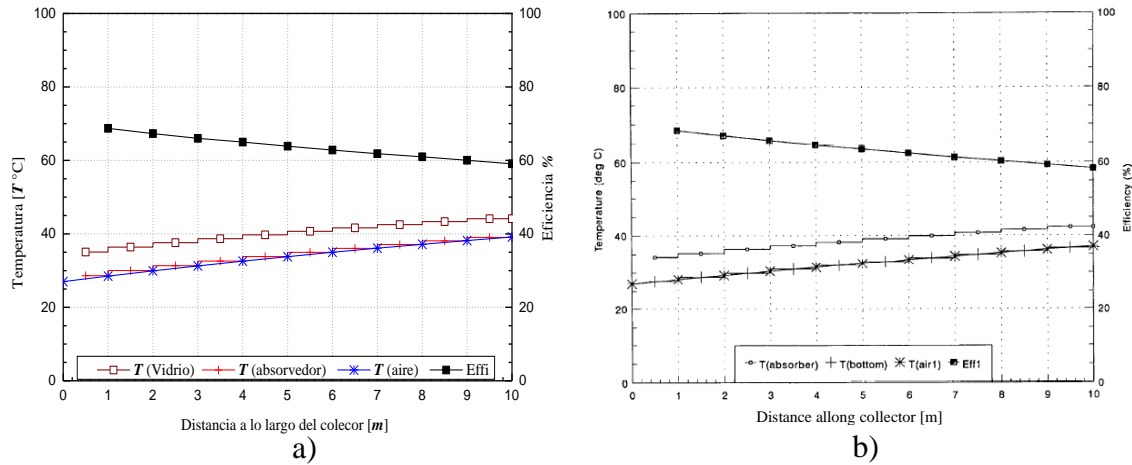 Temperatura [T °C]
100
80
60
40
20
0
100
80
60
40
20
0
Eficiencia %
T (Vidrio) T (absorvedor) T (aire) Effi
0 1 2 3 4 5 6 7 8 9 10
Distancia a lo largo del colecor [m]
a)
Temperature [deg C]
100
80
60
40
20
0
100
80
60
40
20
0
Efficiency (%)
T(absorber) T(bottom) T(air1) Eff1
0 1 2 3 4 5 6 7 8 9 10
Distance allong collector [m]
b)